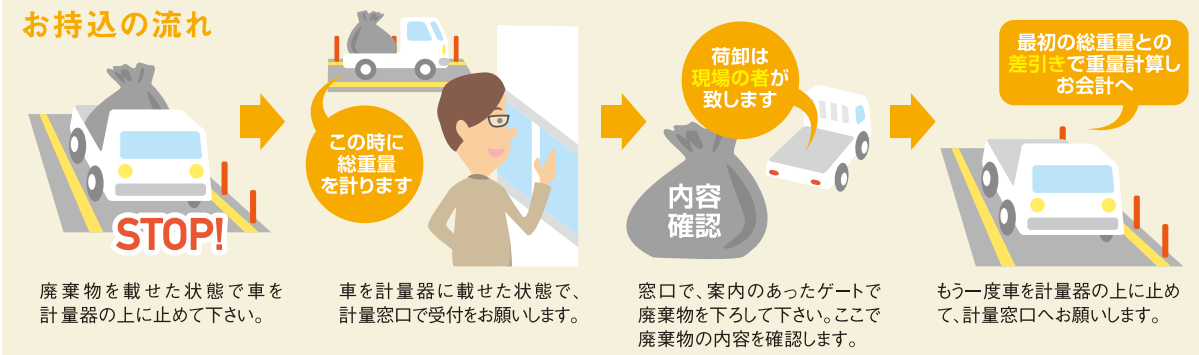 お持込の流れ
STOP!
廃棄物を載せた状態で車を
計量器の上に止めて下さい。
この時に
総重量
を計ります
車を計量器に載せた状態で、
計量窓口で受付をお願いします。
荷卸は
現場の者が
致します
内容
確認
窓口で、案内のあったゲートで
廃棄物を下ろして下さい。ここで
廃棄物の内容を確認します。
最初の総重量との
差引きで重量計算し
お会計へ
もう一度車を計量器の上に止め
て、計量窓口へお願いします。